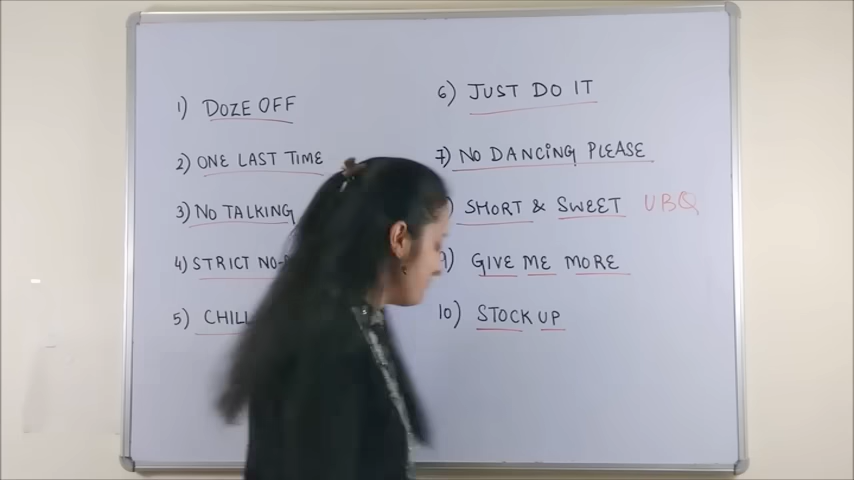 1) DOZE OFF
2) ONE LAST TIME
3) NO TALKING
4) STRICT
5) CHILL
6) JUST DO IT
7) NO DANCING PLEASE
SHORT & SWEET UBQ
9) GIVE ME MORE
10) STOCK UP